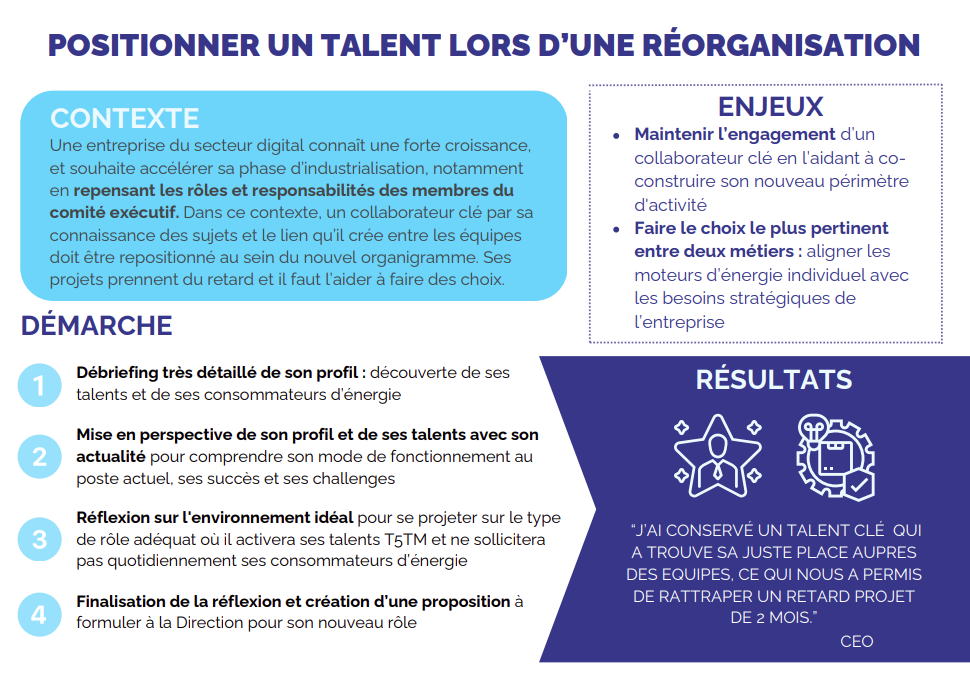 POSITIONNER UN TALENT LORS D’UNE RÉORGANISATION
CONTEXTE
Une entreprise du secteur digital connaît une forte croissance,
et souhaite accélérer sa phase d’industrialisation, notamment
en repensant les rôles et responsabilités des membres du
comité exécutif. Dans ce contexte, un collaborateur clé par sa
connaissance des sujets et le lien qu’il crée entre les équipes
doit être repositionné au sein du nouvel organigramme. Ses
projets prennent du retard et il faut l’aider à faire des choix.
ENJEUX
• Maintenir l’engagement d’un
collaborateur clé en l’aidant à co-
construire son nouveau périmètre
d’activité
• Faire le choix le plus pertinent
entre deux métiers : aligner les
moteurs d’énergie individuel avec
les besoins stratégiques de
l’entreprise
DÉMARCHE
1 Débriefing très détaillé de son profil : découverte de ses
talents et de ses consommateurs d’énergie
2 Mise en perspective de son profil et de ses talents avec son
actualité pour comprendre son mode de fonctionnement au
poste actuel, ses succès et ses challenges
3 Réflexion sur l'environnement idéal pour se projeter sur le type
de rôle adéquat où il activera ses talents T5TM et ne sollicitera
pas quotidiennement ses consommateurs d’énergie
4 Finalisation de la réflexion et création d’une proposition à
formuler à la Direction pour son nouveau rôle
RÉSULTATS
“J’AI CONSERVÉ UN TALENT CLÉ QUI
A TROUVE SA JUSTE PLACE AUPRES
DES EQUIPES, CE QUI NOUS A PERMIS
DE RATTRAPER UN RETARD PROJET
DE 2 MOIS.”
CEO